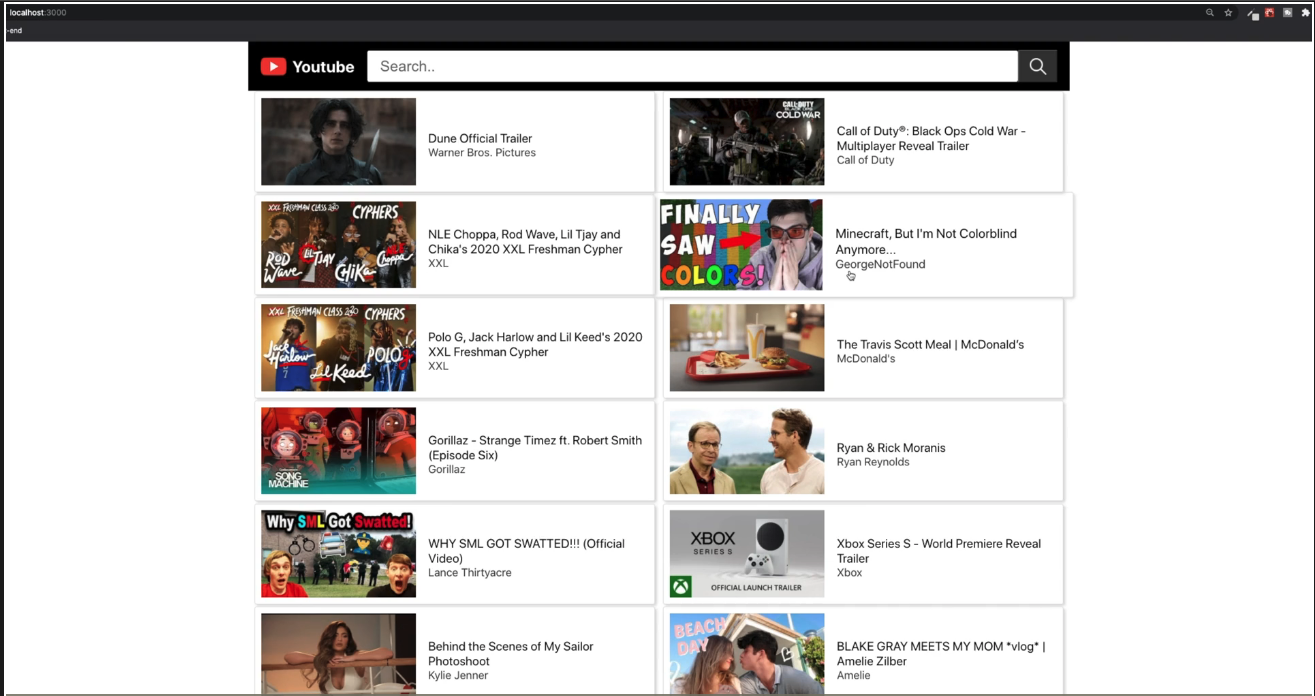 localhost:3000
-end
Youtube
Search..
Dune Official Trailer
Warner Bros. Pictures
CALL OF DUTY
BLACK OPS
COLD WAR
Call of Duty®: Black Ops Cold War -
Multiplayer Reveal Trailer
Call of Duty
XXL FRESHMAN CLASS 2020 CYPHERS
ROD Wave
LIL TJAY
CHIKA
NLE Choppa
NLE Choppa, Rod Wave, Lil Tjay and
Chika's 2020 XXL Freshman Cypher
XXL
FINALLY
SAW
COLORS!
Minecraft, But I'm Not Colorblind
Anymore...
GeorgeNotFound
XXL FRESHMAN CLASS 2020 CYPHERS
Jack Harlow
Lil Keed
POLO G
Polo G, Jack Harlow and Lil Keed's 2020
XXL Freshman Cypher
XXL
The Travis Scott Meal | McDonald's
McDonald's
SONG
MACHINE
Gorillaz - Strange Timez ft. Robert Smith
(Episode Six)
Gorillaz
Ryan & Rick Moranis
Ryan Reynolds
Why SML Got Swatted!
WHY SML GOT SWATTED!!! (Official
Video)
Lance Thirtyacre
XBOX
SERIES S
OFFICIAL LAUNCH TRAILER
Xbox Series S - World Premiere Reveal
Trailer
Xbox
Behind the Scenes of My Sailor
Photoshoot
Kylie Jenner
BEACH
DAY
BLAKE GRAY MEETS MY MOM *vlog* |
Amelie Zilber
Amelie